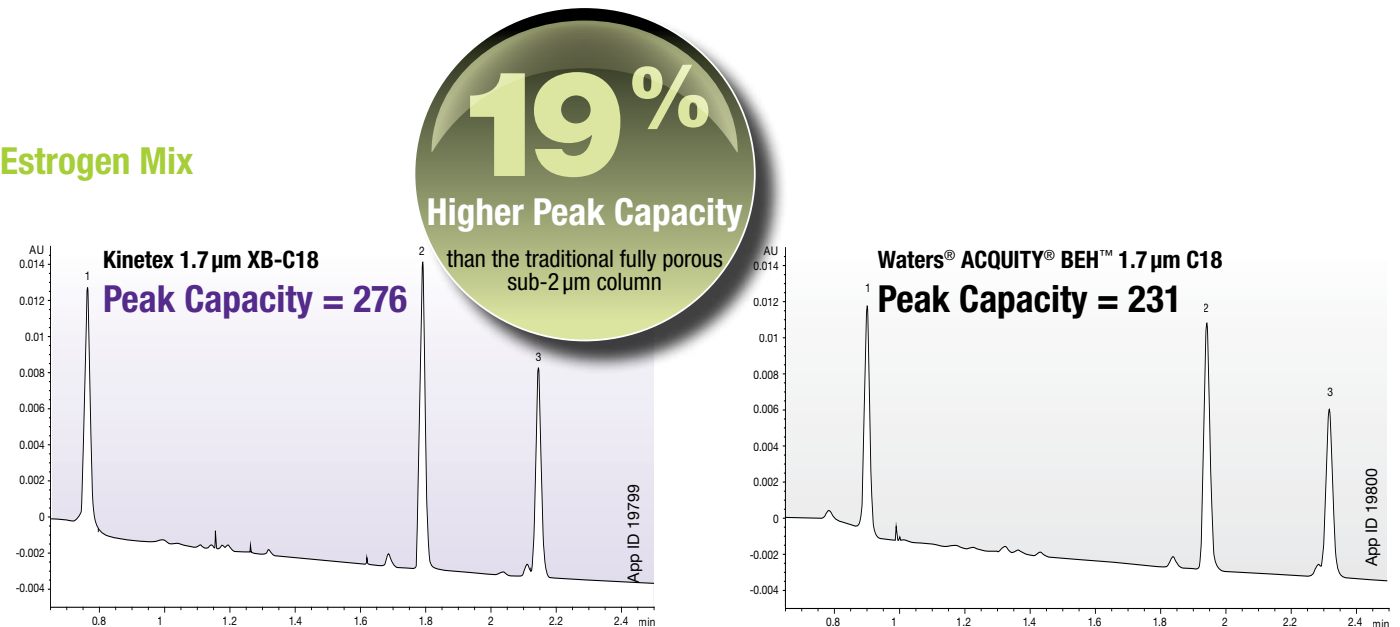 19%
Higher Peak Capacity
than the traditional fully porous
sub-2 µm column
Estrogen Mix
Kinetex 1.7 µm XB-C18
Peak Capacity = 276
AU
0.014
0.012
0.01
0.008
0.006
0.004
0.002
0
-0.002
-0.004
1
2
3
App ID 19799
0.8 1 1.2 1.4 1.6 1.8 2 2.2 2.4 min
Waters® ACQUITY® BEH™ 1.7 µm C18
Peak Capacity = 231
AU
0.014
0.012
0.01
0.008
0.006
0.004
0.002
0
-0.002
-0.004
1
2
3
App ID 19800
0.8 1 1.2 1.4 1.6 1.8 2 2.2 2.4 min